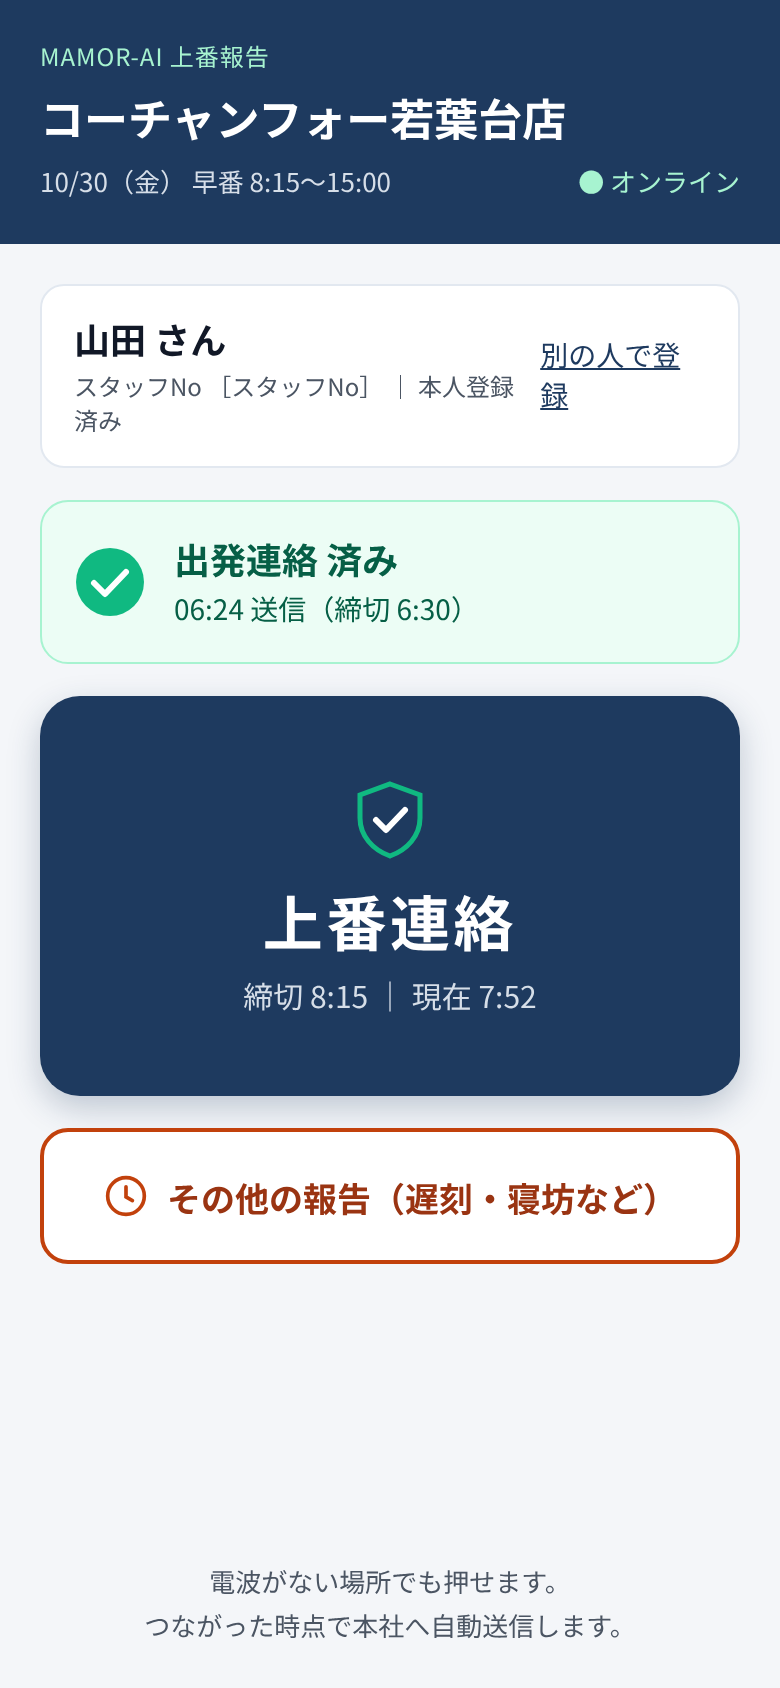 MAMOR-AI 上番報告
コーチャンフォー若葉台店
10/30（金） 早番 8:15〜15:00
オンライン
山田 さん
スタッフNo ［スタッフNo］ ｜ 本人登録
済み
別の人で登
録
出発連絡 済み
06:24 送信（締切 6:30）
上番連絡
締切 8:15 ｜ 現在 7:52
その他の報告（遅刻・寝坊など）
電波がない場所でも押せます。
つながった時点で本社へ自動送信します。